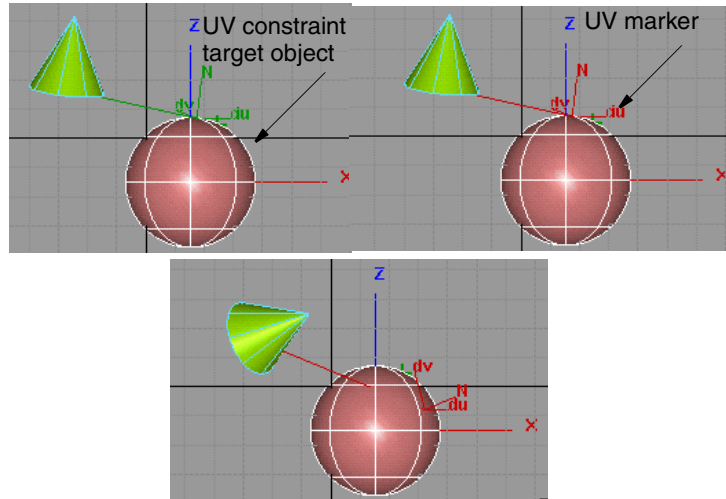 UV constraint
target object
Z
N
dv
du
X
UV marker
Z
N
dv
du
X
Z
dv
N
du
X